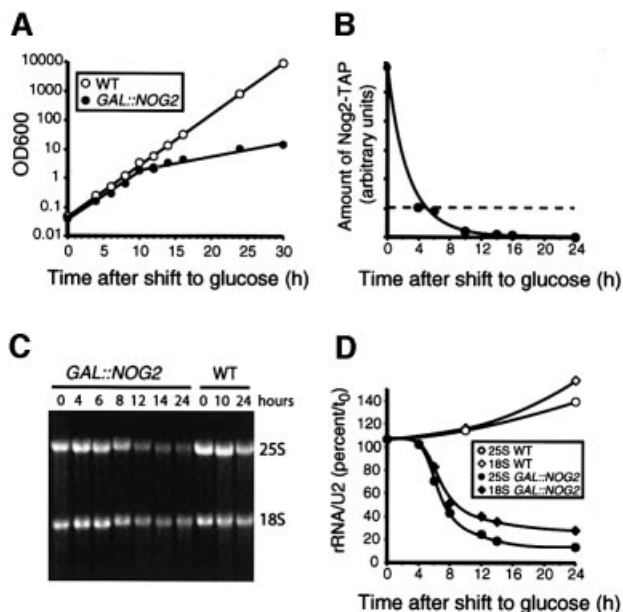 A
OD600
10000
1000
100
10
1
0.1
0.01
WT
GAL::NOG2
0 5 10 15 20 25 30
Time after shift to glucose (h)
B
Amount of Nog2-TAP
(arbitrary units)
0 4 8 12 16 20 24
Time after shift to glucose (h)
C
GAL::NOG2 WT
0 4 6 8 12 14 24 0 10 24 hours
25S
18S
D
rRNA/U2 (percent/t0)
140
120
100
80
60
40
20
0
25S WT
18S WT
25S GAL::NOG2
18S GAL::NOG2
0 4 8 12 16 20 24
Time after shift to glucose (h)